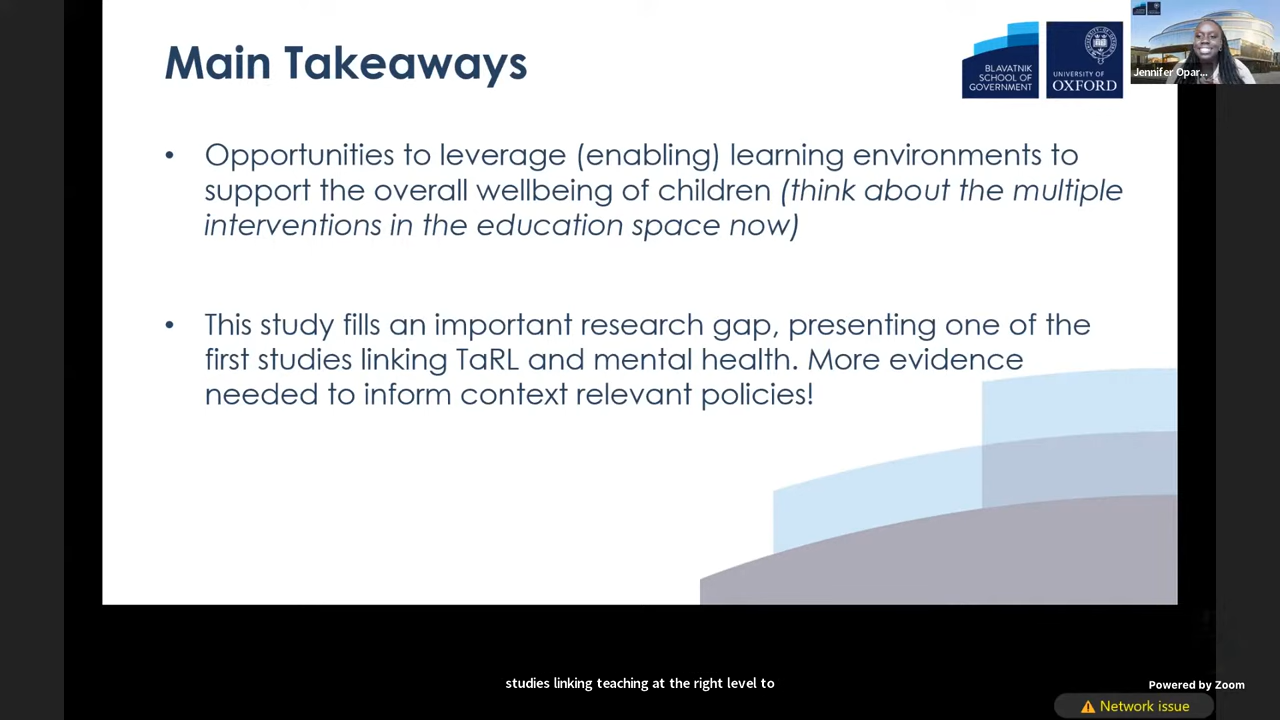 Main Takeaways
BLAVATNIK
SCHOOL OF
GOVERNMENT
UNIVERSITY OF
OXFORD
Jennifer Opar...
• Opportunities to leverage (enabling) learning environments to
support the overall wellbeing of children (think about the multiple
interventions in the education space now)
• This study fills an important research gap, presenting one of the
first studies linking TaRL and mental health. More evidence
needed to inform context relevant policies!
studies linking teaching at the right level to
Powered by Zoom
Network issue